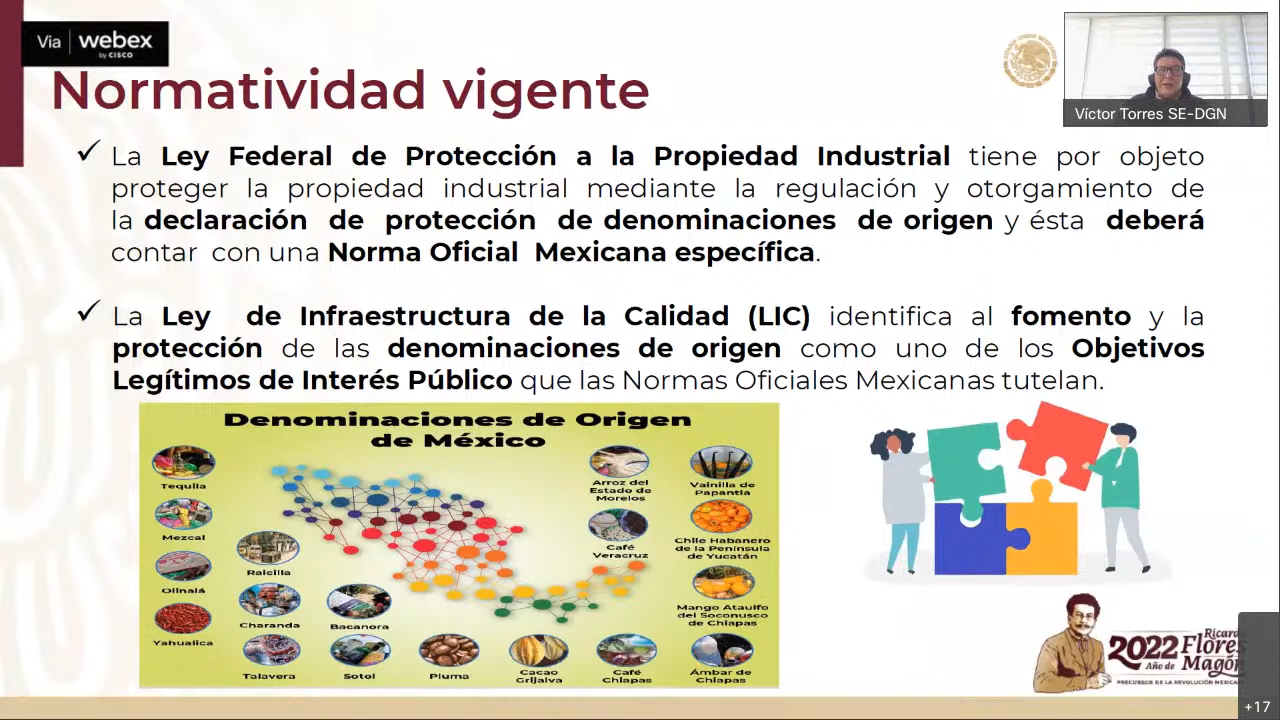 Via webex
by CISCO
Normatividad vigente
Víctor Torres SE-DGN
La Ley Federal de Protección a la Propiedad Industrial tiene por objeto
proteger la propiedad industrial mediante la regulación y otorgamiento de
la declaración de protección de denominaciones de origen y ésta deberá
contar con una Norma Oficial Mexicana específica.
La Ley de Infraestructura de la Calidad (LIC) identifica al fomento y la
protección de las denominaciones de origen como uno de los Objetivos
Legítimos de Interés Público que las Normas Oficiales Mexicanas tutelan.
Denominaciones de Origen
de México
Tequila
Mezcal
Olinalá
Yahualica
Raicilla
Charanda
Bacanora
Talavera
Sotol
Pluma
Cacao
Grijalva
Café
Chiapas
Ámbar de
Chiapas
Arroz del
Estado de
Morelos
Café
Veracruz
Vainilla de
Papantla
Chile Habanero
de la Península
de Yucatán
Mango Ataulfo
del Soconusco
de Chiapas
2022
Año de
Ricardo
Flores
Magón
PRECURSOR DE LA REVOLUCIÓN MEXICANA
+17